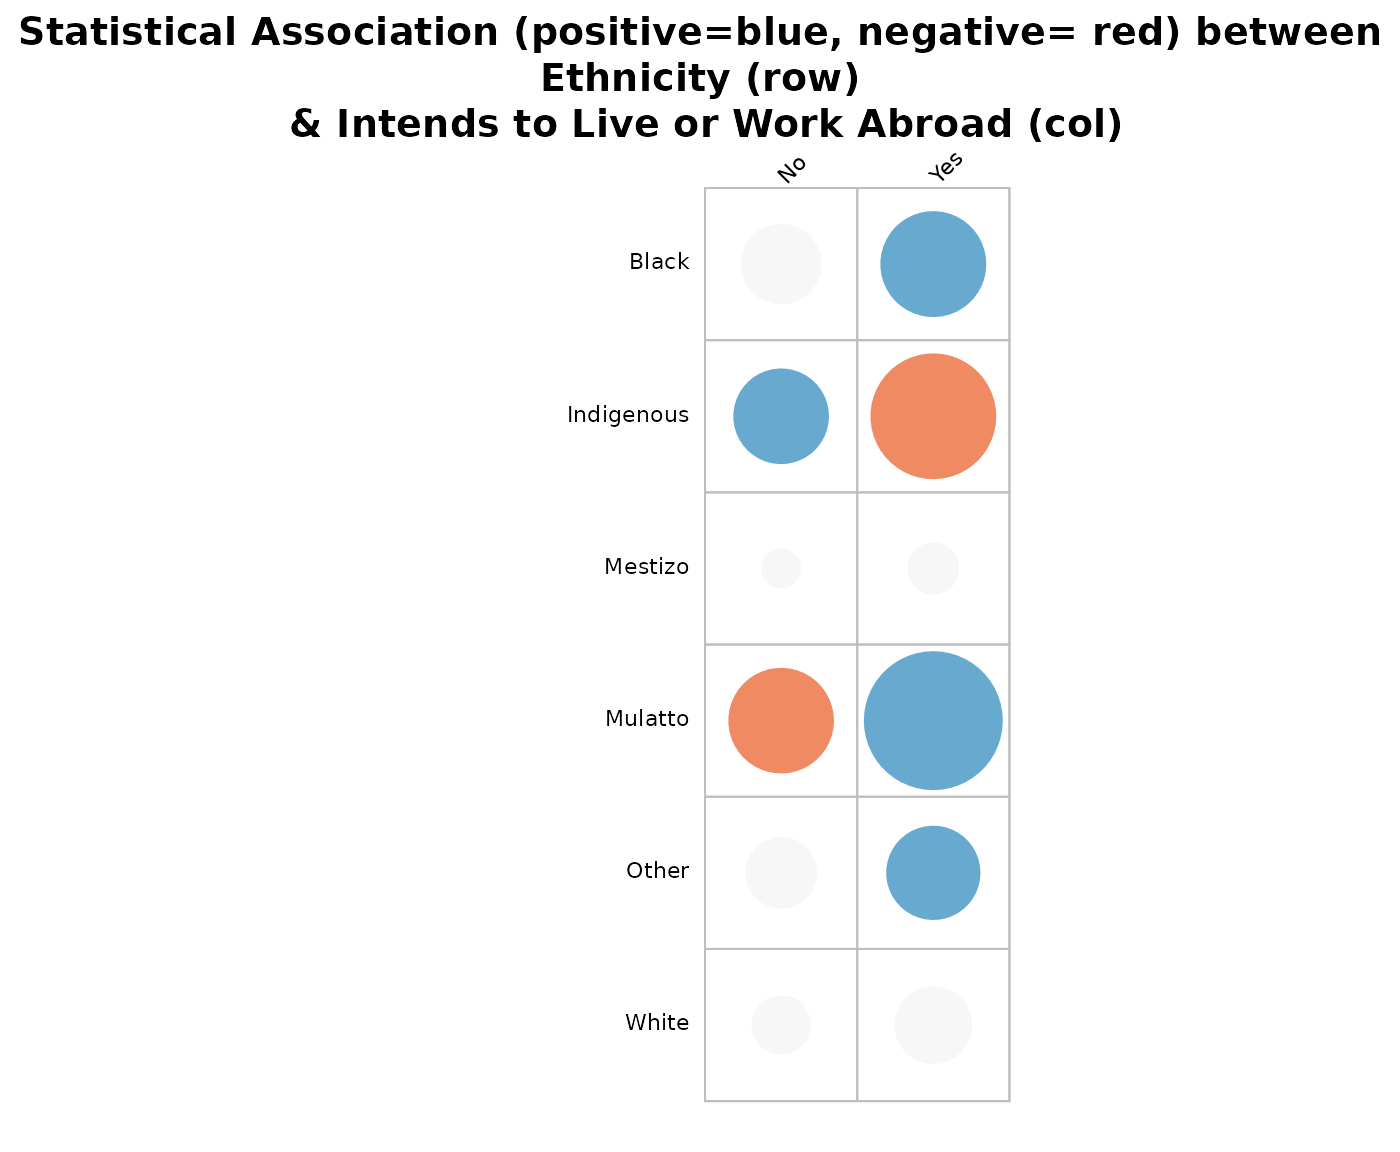 Statistical Association (positive=blue, negative= red) between
Ethnicity (row)
& Intends to Live or Work Abroad (col)
No
Yes
Black
Indigenous
Mestizo
Mulatto
Other
White